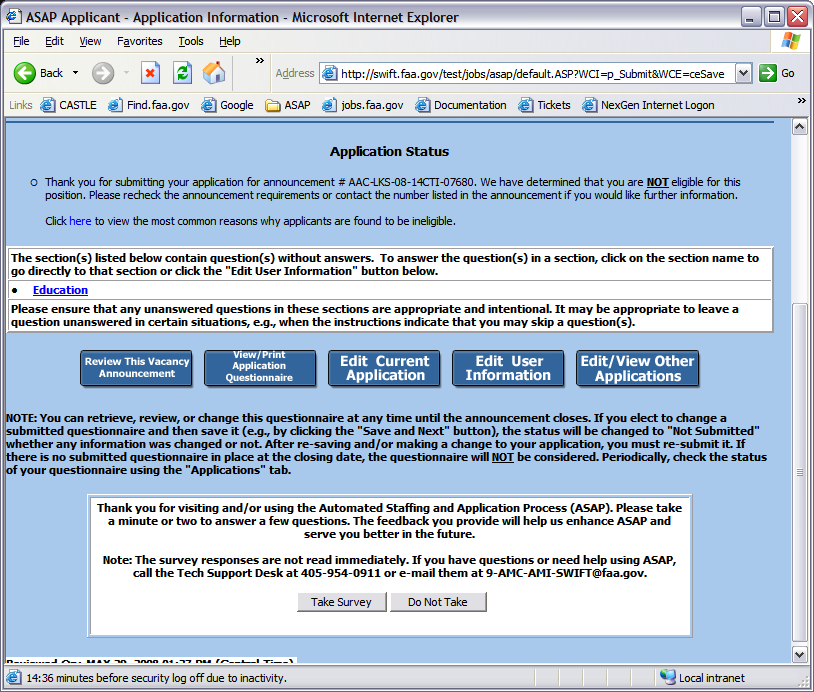 ASAP Applicant - Application Information - Microsoft Internet Explorer
File Edit View Favorites Tools Help
Back » Address http://swift.faa.gov/test/jobs/asap/default.ASP?WCI=p_Submit&WCE=ceSave Go
Links CASTLE Find.faa.gov Google ASAP jobs.faa.gov Documentation Tickets NexGen Internet Logon »
Application Status
Thank you for submitting your application for announcement # AAC-LKS-08-14CTI-07680. We have determined that you are NOT eligible for this
position. Please recheck the announcement requirements or contact the number listed in the announcement if you would like further information.
Click here to view the most common reasons why applicants are found to be ineligible.
The section(s) listed below contain question(s) without answers. To answer the question(s) in a section, click on the section name to
go directly to that section or click the "Edit User Information" button below.
• Education
Please ensure that any unanswered questions in these sections are appropriate and intentional. It may be appropriate to leave a
question unanswered in certain situations, e.g., when the instructions indicate that you may skip a question(s).
Review This Vacancy
Announcement
View/Print
Application
Questionnaire
Edit Current
Application
Edit User
Information
Edit/View Other
Applications
NOTE: You can retrieve, review, or change this questionnaire at any time until the announcement closes. If you elect to change a
submitted questionnaire and then save it (e.g., by clicking the "Save and Next" button), the status will be changed to "Not Submitted"
whether any information was changed or not. After re-saving and/or making a change to your application, you must re-submit it. If
there is no submitted questionnaire in place at the closing date, the questionnaire will NOT be considered. Periodically, check the status
of your questionnaire using the "Applications" tab.
Thank you for visiting and/or using the Automated Staffing and Application Process (ASAP). Please take
a minute or two to answer a few questions. The feedback you provide will help us enhance ASAP and
serve you better in the future.
Note: The survey responses are not read immediately. If you have questions or need help using ASAP,
call the Tech Support Desk at 405-954-0911 or e-mail them at 9-AMC-AMI-SWIFT@faa.gov.
Take Survey Do Not Take
14:36 minutes before security log off due to inactivity. Local intranet